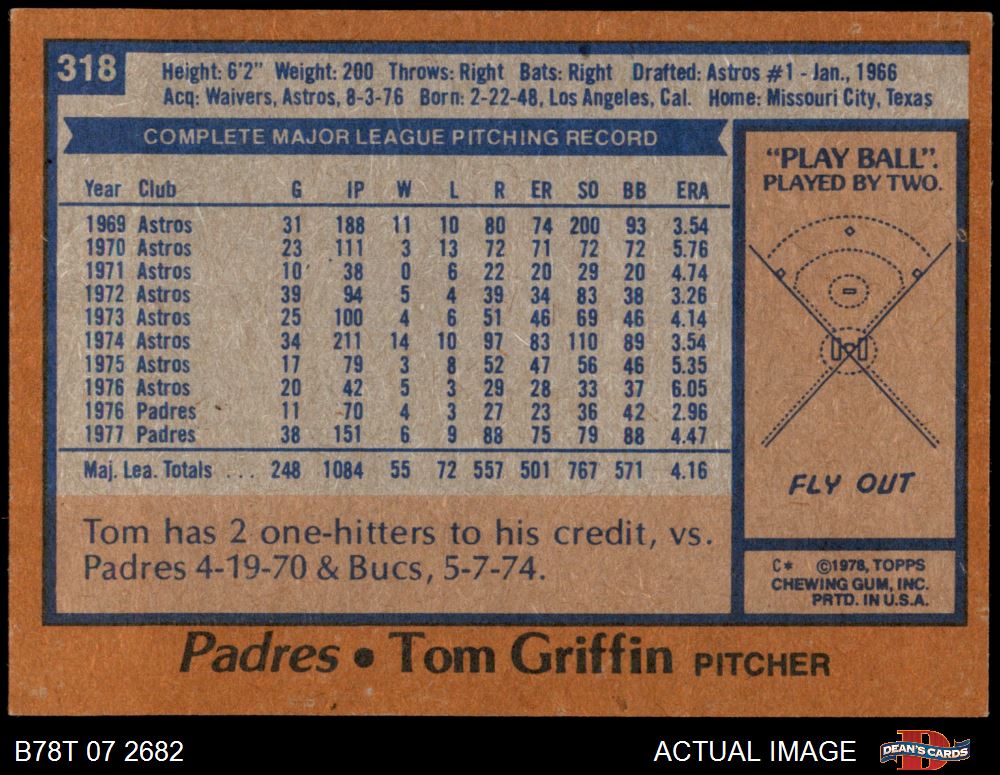 318
Height: 6'2" Weight: 200 Throws: Right Bats: Right Drafted: Astros #1 - Jan., 1966
Acq: Waivers, Astros, 8-3-76 Born: 2-22-48, Los Angeles, Cal. Home: Missouri City, Texas
COMPLETE MAJOR LEAGUE PITCHING RECORD
Year Club G IP W L R ER SO BB ERA
1969 Astros 31 188 11 10 80 74 200 93 3.54
1970 Astros 23 111 3 13 72 71 72 72 5.76
1971 Astros 10 38 0 6 22 20 29 20 4.74
1972 Astros 39 94 5 4 39 34 83 38 3.26
1973 Astros 25 100 4 6 51 46 69 46 4.14
1974 Astros 34 211 14 10 97 83 110 89 3.54
1975 Astros 17 79 3 8 52 47 56 46 5.35
1976 Astros 20 42 5 3 29 28 33 37 6.05
1976 Padres 11 70 4 3 27 23 36 42 2.96
1977 Padres 38 151 6 9 88 75 79 88 4.47
Maj. Lea. Totals ... 248 1084 55 72 557 501 767 571 4.16
Tom has 2 one-hitters to his credit, vs.
Padres 4-19-70 & Bucs, 5-7-74.
"PLAY BALL".
PLAYED BY TWO.
FLY OUT
C* ©1978, TOPPS
CHEWING GUM, INC.
PRTD. IN U.S.A.
Padres • Tom Griffin PITCHER
B78T 07 2682
ACTUAL IMAGE
D
DEAN'S CARDS